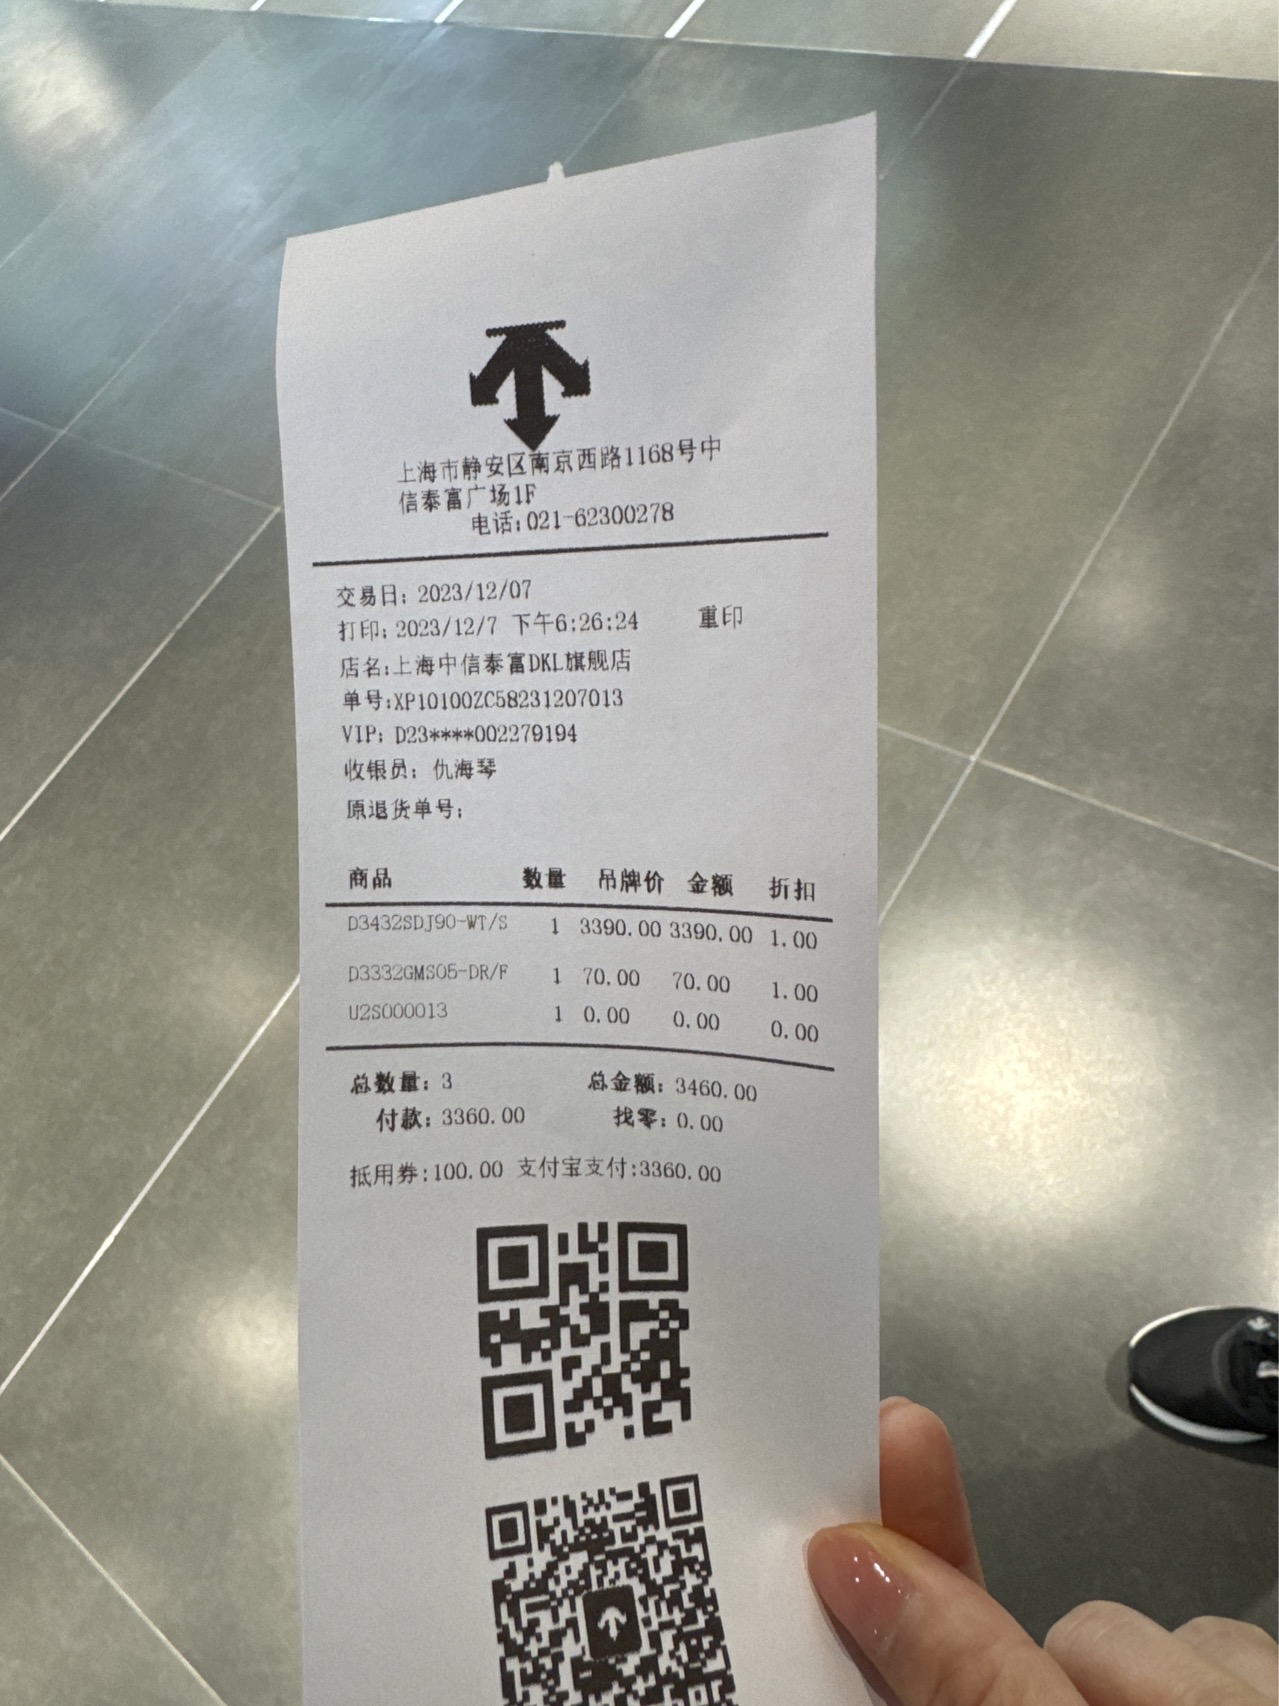 上海市静安区南京西路1168号中
信泰富广场1F
电话:021-62300278
交易日: 2023/12/07
打印: 2023/12/7 下午6:26:24 重印
店名:上海中信泰富DKL旗舰店
单号:XP10100ZC58231207013
VIP: D23****002279194
收银员: 仇海琴
原退货单号:
商品 数量 吊牌价 金额 折扣
D3432SDJ90-WT/S 1 3390.00 3390.00 1.00
D3332GMS05-DR/F 1 70.00 70.00 1.00
U2S000013 1 0.00 0.00 0.00
总数量: 3 总金额: 3460.00
付款: 3360.00 找零: 0.00
抵用券:100.00 支付宝支付:3360.00